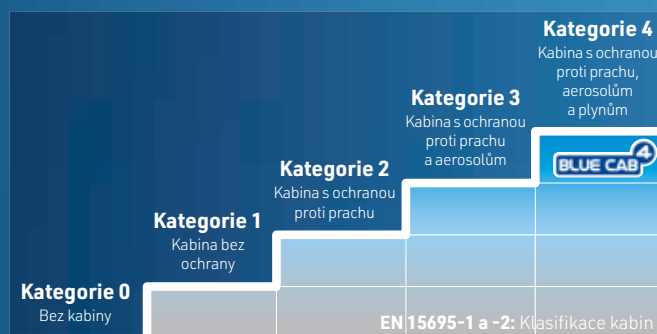 Kategorie 4
Kabina s ochranou
proti prachu,
aerosolům
a plynům
Kategorie 3
Kabina s ochranou
proti prachu
a aerosolům
BLUE CAB 4
Kategorie 2
Kabina s ochranou
proti prachu
Kategorie 1
Kabina bez
ochrany
Kategorie 0
Bez kabiny
EN 15695-1 a -2: Klasifikace kabin